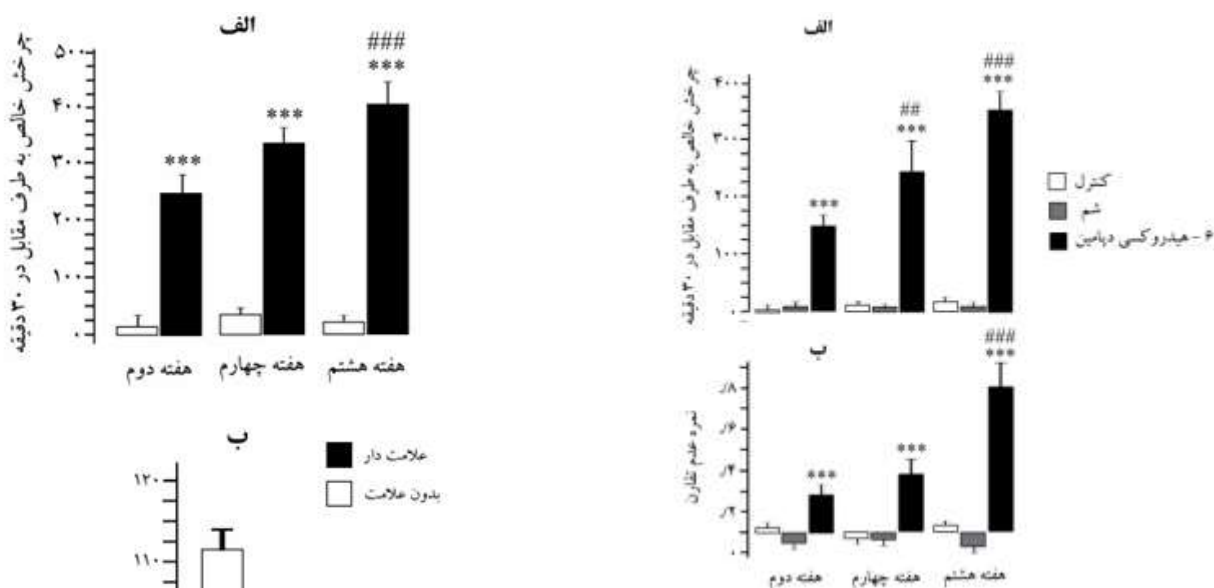 الف
چرخش خالص به طرف مقابل در ۳۰ دقیقه
۵۰۰
۴۰۰
۳۰۰
۲۰۰
۱۰۰
۰
***
***
###
***
هفته دوم
هفته چهارم
هفته هشتم
ب
علامت دار
بدون علامت
۱۲۰
۱۱۰
الف
چرخش خالص به طرف مقابل در ۳۰ دقیقه
۴۰۰
۳۰۰
۲۰۰
۱۰۰
۰
***
##
***
###
***
کنترل
شم
۶ - هیدروکسی دپامین
ب
نمره عدم تقارن
./۸
./۶
./۴
./۲
۰
***
***
###
***
هفته دوم
هفته چهارم
هفته هشتم